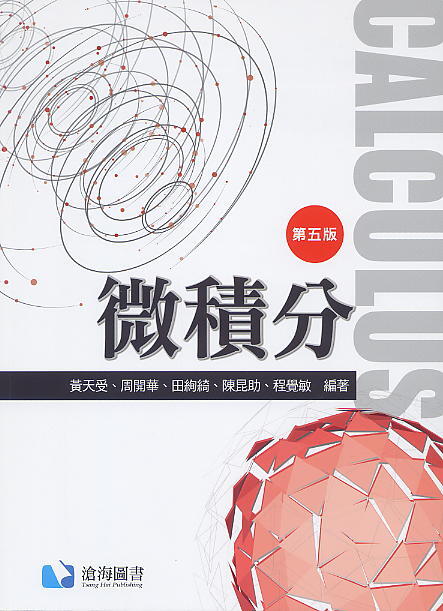 CALCULUS
第五版
微積分
黃天受、周開華、田絢綺、陳昆助、程覺敏 編著
滄海圖書
Tsang Hai Publishing